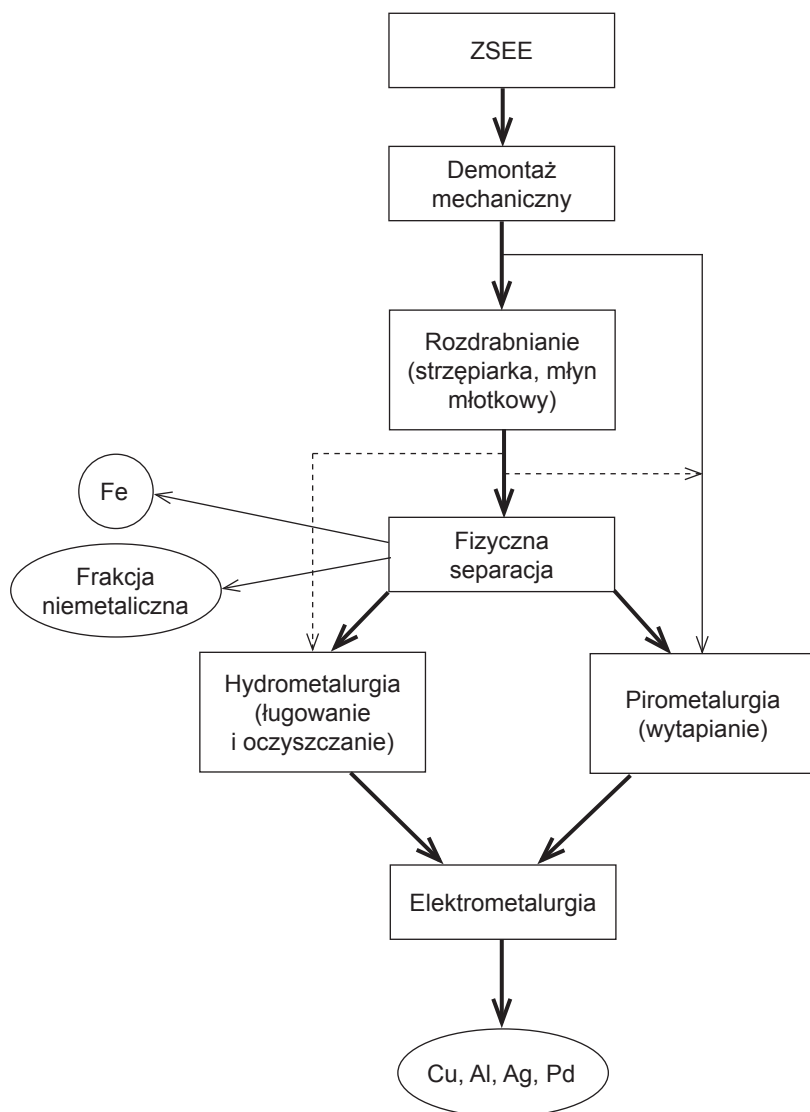 ZSEE
Demontaż
mechaniczny
Rozdrabnianie
(strzępiarka, młyn
młotkowy)
Fe
Fizyczna
separacja
Frakcja
niemetaliczna
Hydrometalurgia
(ługowanie
i oczyszczanie)
Pirometalurgia
(wytapianie)
Elektrometalurgia
Cu, Al, Ag, Pd